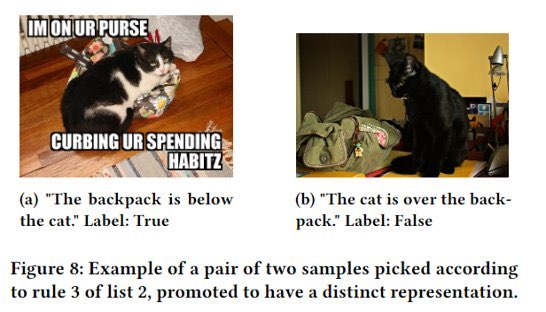 IM ON UR PURSE
CURBING UR SPENDING
HABITZ
(a) "The backpack is below
the cat." Label: True
(b) "The cat is over the back-
pack." Label: False
Figure 8: Example of a pair of two samples picked according
to rule 3 of list 2, promoted to have a distinct representation.